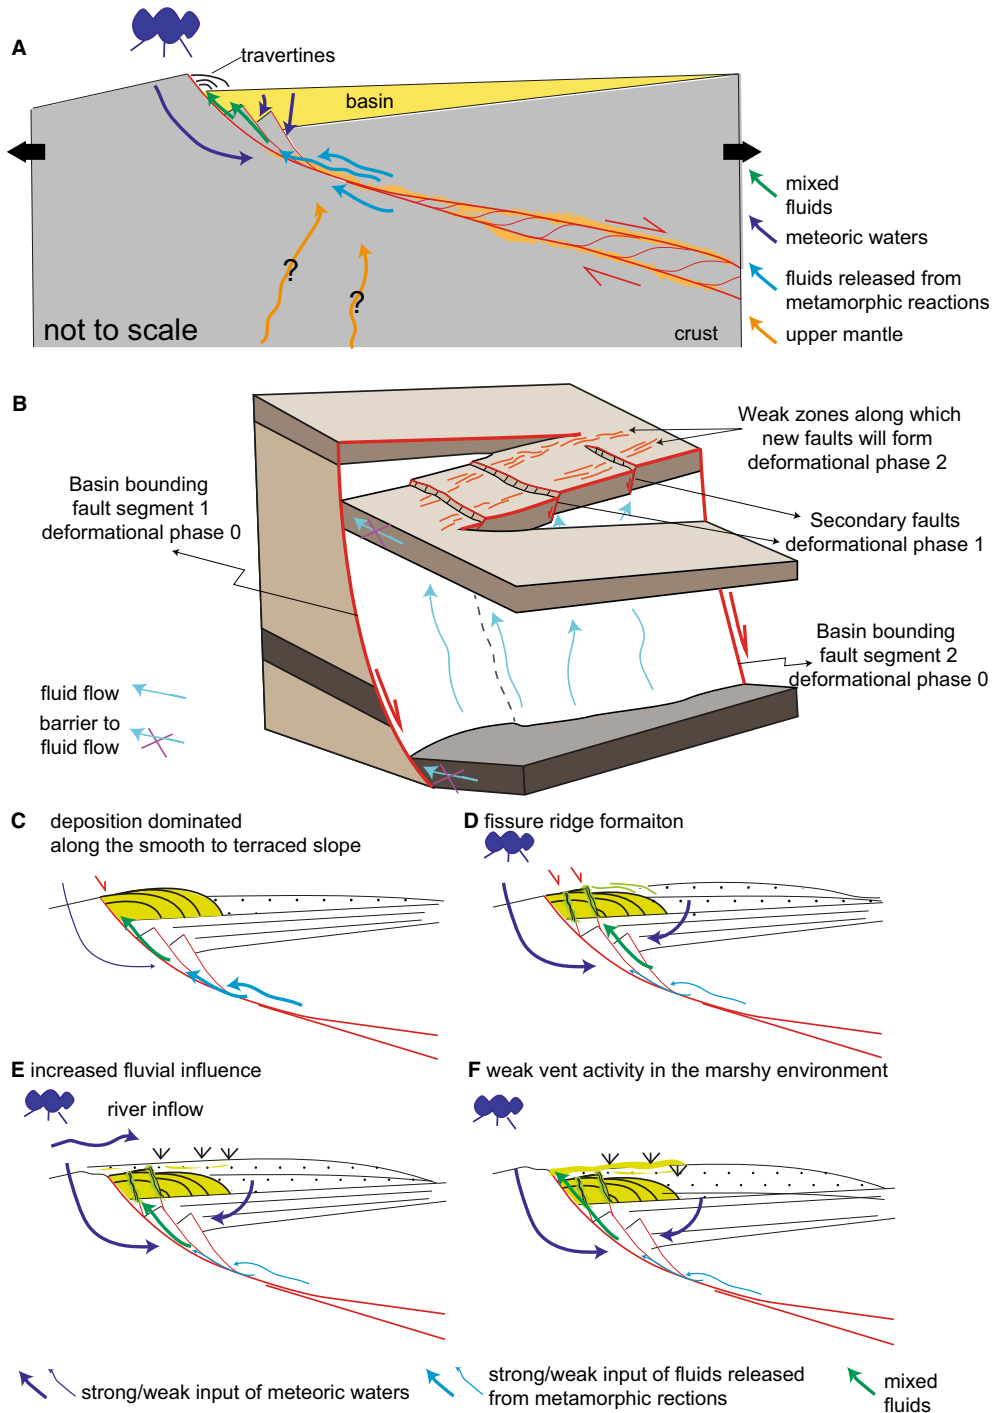 A
travertines
basin
?
?
not to scale
crust
mixed
fluids
meteoric waters
fluids released from
metamorphic reactions
upper mantle
B
Weak zones along which
new faults will form
deformational phase 2
Basin bounding
fault segment 1
deformational phase 0
Secondary faults
deformational phase 1
Basin bounding
fault segment 2
deformational phase 0
fluid flow
barrier to
fluid flow
C deposition dominated
along the smooth to terraced slope
D fissure ridge formaiton
E increased fluvial influence
river inflow
F weak vent activity in the marshy environment
strong/weak input of meteoric waters
strong/weak input of fluids released
from metamorphic rections
mixed
fluids